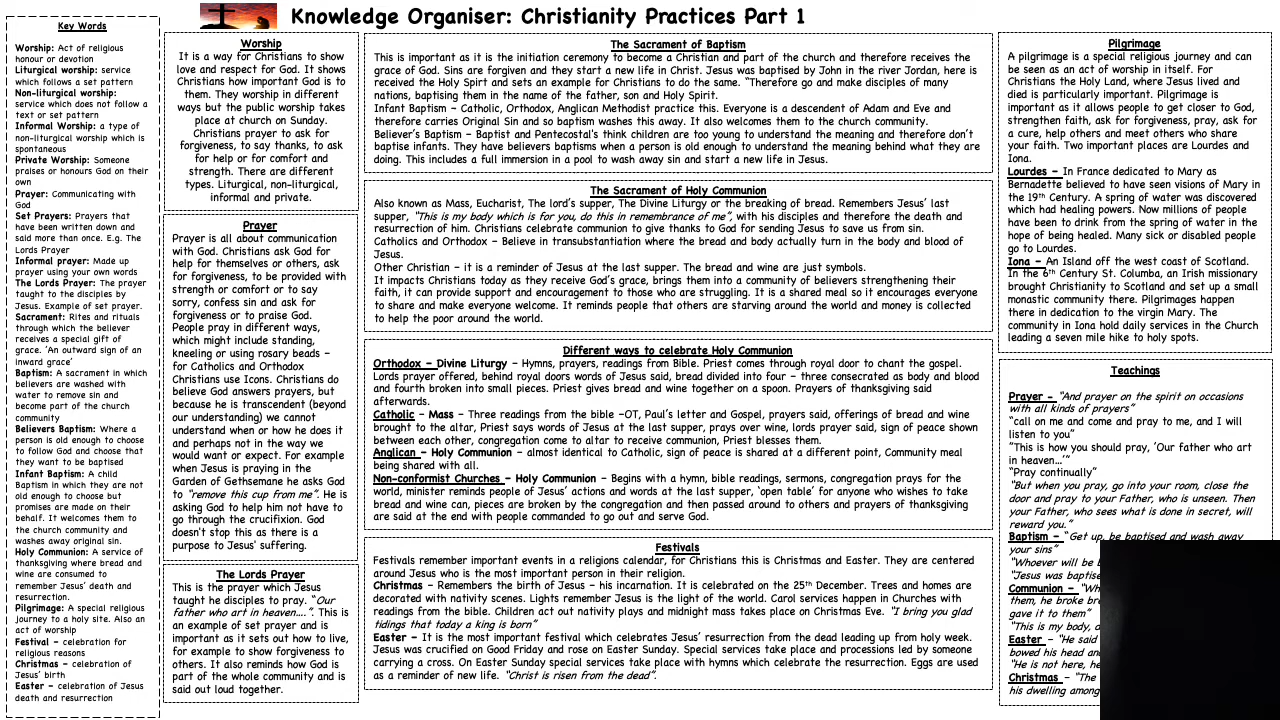 Knowledge Organiser: Christianity Practices Part 1
Key Words
Worship: Act of religious
honour or devotion
Liturgical worship: service
which follows a set pattern
Non-liturgical worship:
service which does not follow a
text or set pattern
Informal Worship: a type of
non-liturgical worship which is
spontaneous
Private Worship: Someone
praises or honours God on their
own
Prayer: Communicating with
God
Set Prayers: Prayers that
have been written down and
said more than once. E.g. The
Lords Prayer
Informal prayer: Made up
prayer using your own words
The Lords Prayer: The prayer
taught to the disciples by
Jesus. Example of set prayer.
Sacrament: Rites and rituals
through which the believer
receives a special gift of
grace. 'An outward sign of an
inward grace'
Baptism: A sacrament in which
believers are washed with
water to remove sin and
become part of the church
community
Believers Baptism: Where a
person is old enough to choose
to follow God and choose that
they want to be baptised
Infant Baptism: A child
Baptism in which they are not
old enough to choose but
promises are made on their
behalf. It welcomes them to
the church community and
washes away original sin.
Holy Communion: A service of
thanksgiving where bread and
wine are consumed to
remember Jesus' death and
resurrection.
Pilgrimage: A special religious
journey to a holy site. Also an
act of worship
Festival – celebration for
religious reasons
Christmas – celebration of
Jesus' birth
Easter – celebration of Jesus
death and resurrection
Worship
It is a way for Christians to show
love and respect for God. It shows
Christians how important God is to
them. They worship in different
ways but the public worship takes
place at church on Sunday.
Christians prayer to ask for
forgiveness, to say thanks, to ask
for help or for comfort and
strength. There are different
types. Liturgical, non-liturgical,
informal and private.
Prayer
Prayer is all about communication
with God. Christians ask God for
help for themselves or others, ask
for forgiveness, to be provided with
strength or comfort or to say
sorry, confess sin and ask for
forgiveness or to praise God.
People pray in different ways,
which might include standing,
kneeling or using rosary beads –
for Catholics and Orthodox
Christians use Icons. Christians do
believe God answers prayers, but
because he is transcendent (beyond
our understanding) we cannot
understand when or how he does it
and perhaps not in the way we
would want or expect. For example
when Jesus is praying in the
Garden of Gethsemane he asks God
to "remove this cup from me". He is
asking God to help him not have to
go through the crucifixion. God
doesn't stop this as there is a
purpose to Jesus' suffering.
The Lords Prayer
This is the prayer which Jesus
taught he disciples to pray. "Our
father who art in heaven....". This is
an example of set prayer and is
important as it sets out how to live,
for example to show forgiveness to
others. It also reminds how God is
part of the whole community and is
said out loud together.
The Sacrament of Baptism
This is important as it is the initiation ceremony to become a Christian and part of the church and therefore receives the
grace of God. Sins are forgiven and they start a new life in Christ. Jesus was baptised by John in the river Jordan, here is
received the Holy Spirt and sets an example for Christians to do the same. "Therefore go and make disciples of many
nations, baptising them in the name of the father, son and Holy Spirit.
Infant Baptism – Catholic, Orthodox, Anglican Methodist practice this. Everyone is a descendent of Adam and Eve and
therefore carries Original Sin and so baptism washes this away. It also welcomes them to the church community.
Believer's Baptism – Baptist and Pentecostal's think children are too young to understand the meaning and therefore don't
baptise infants. They have believers baptisms when a person is old enough to understand the meaning behind what they are
doing. This includes a full immersion in a pool to wash away sin and start a new life in Jesus.
The Sacrament of Holy Communion
Also known as Mass, Eucharist, The lord's supper, The Divine Liturgy or the breaking of bread. Remembers Jesus' last
supper, "This is my body which is for you, do this in remembrance of me", with his disciples and therefore the death and
resurrection of him. Christians celebrate communion to give thanks to God for sending Jesus to save us from sin.
Catholics and Orthodox – Believe in transubstantiation where the bread and body actually turn in the body and blood of
Jesus.
Other Christian – it is a reminder of Jesus at the last supper. The bread and wine are just symbols.
It impacts Christians today as they receive God's grace, brings them into a community of believers strengthening their
faith, it can provide support and encouragement to those who are struggling. It is a shared meal so it encourages everyone
to share and make everyone welcome. It reminds people that others are starving around the world and money is collected
to help the poor around the world.
Different ways to celebrate Holy Communion
Orthodox – Divine Liturgy – Hymns, prayers, readings from Bible. Priest comes through royal door to chant the gospel.
Lords prayer offered, behind royal doors words of Jesus said, bread divided into four – three consecrated as body and blood
and fourth broken into small pieces. Priest gives bread and wine together on a spoon. Prayers of thanksgiving said
afterwards.
Catholic – Mass – Three readings from the bible –OT, Paul's letter and Gospel, prayers said, offerings of bread and wine
brought to the altar, Priest says words of Jesus at the last supper, prays over wine, lords prayer said, sign of peace shown
between each other, congregation come to altar to receive communion, Priest blesses them.
Anglican – Holy Communion – almost identical to Catholic, sign of peace is shared at a different point, Community meal
being shared with all.
Non-conformist Churches – Holy Communion – Begins with a hymn, bible readings, sermons, congregation prays for the
world, minister reminds people of Jesus' actions and words at the last supper, 'open table' for anyone who wishes to take
bread and wine can, pieces are broken by the congregation and then passed around to others and prayers of thanksgiving
are said at the end with people commanded to go out and serve God.
Festivals
Festivals remember important events in a religions calendar, for Christians this is Christmas and Easter. They are centered
around Jesus who is the most important person in their religion.
Christmas – Remembers the birth of Jesus – his incarnation. It is celebrated on the 25th December. Trees and homes are
decorated with nativity scenes. Lights remember Jesus is the light of the world. Carol services happen in Churches with
readings from the bible. Children act out nativity plays and midnight mass takes place on Christmas Eve. "I bring you glad
tidings that today a king is born"
Easter – It is the most important festival which celebrates Jesus' resurrection from the dead leading up from holy week.
Jesus was crucified on Good Friday and rose on Easter Sunday. Special services take place and processions led by someone
carrying a cross. On Easter Sunday special services take place with hymns which celebrate the resurrection. Eggs are used
as a reminder of new life. "Christ is risen from the dead".
Pilgrimage
A pilgrimage is a special religious journey and can
be seen as an act of worship in itself. For
Christians the Holy Land, where Jesus lived and
died is particularly important. Pilgrimage is
important as it allows people to get closer to God,
strengthen faith, ask for forgiveness, pray, ask for
a cure, help others and meet others who share
your faith. Two important places are Lourdes and
Iona.
Lourdes – In France dedicated to Mary as
Bernadette believed to have seen visions of Mary in
the 19th Century. A spring of water was discovered
which had healing powers. Now millions of people
have been to drink from the spring of water in the
hope of being healed. Many sick or disabled people
go to Lourdes.
Iona – An Island off the west coast of Scotland.
In the 6th Century St. Columba, an Irish missionary
brought Christianity to Scotland and set up a small
monastic community there. Pilgrimages happen
there in dedication to the virgin Mary. The
community in Iona hold daily services in the Church
leading a seven mile hike to holy spots.
Teachings
Prayer – "And prayer on the spirit on occasions
with all kinds of prayers"
"call on me and come and pray to me, and I will
listen to you"
"This is how you should pray, 'Our father who art
in heaven...'"
"Pray continually"
"But when you pray, go into your room, close the
door and pray to your Father, who is unseen. Then
your Father, who sees what is done in secret, will
reward you."
Baptism – "Get up, be baptised and wash away
your sins"
"Whoever will be
"Jesus was baptise
Communion – "Wh
them, he broke bre
gave it to them"
"This is my body, d
Easter – "He said
bowed his head and
"He is not here, he
Christmas – "The
his dwelling among